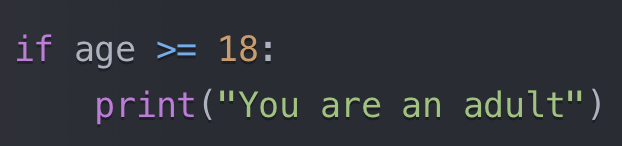 if age >= 18:
    print("You are an adult")